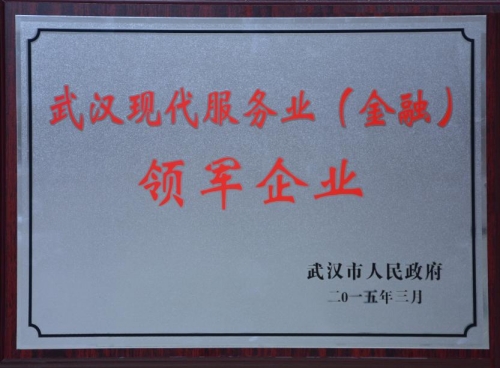 武汉现代服务业（金融）
领军企业
武汉市人民政府
二0一五年三月